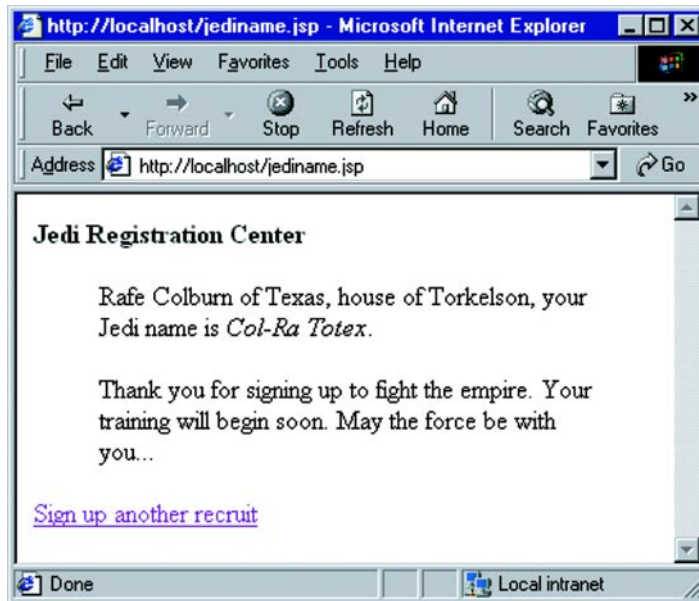 http://localhost/jediname.jsp - Microsoft Internet Explorer
File Edit View Favorites Tools Help
Back Forward Stop Refresh Home Search Favorites »
Address http://localhost/jediname.jsp Go
Jedi Registration Center
Rafe Colburn of Texas, house of Torkelson, your
Jedi name is Col-Ra Totex.
Thank you for signing up to fight the empire. Your
training will begin soon. May the force be with
you...
Sign up another recruit
Done Local intranet